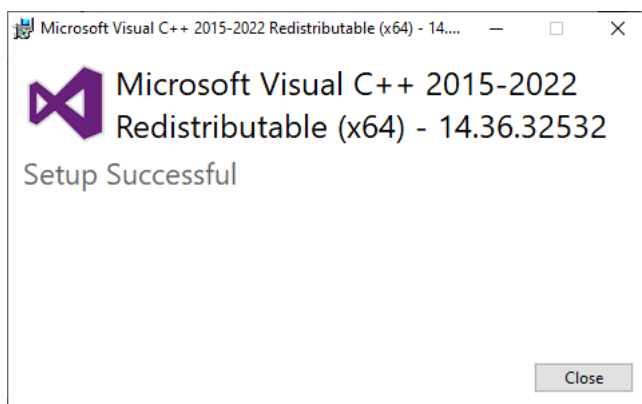 Microsoft Visual C++ 2015-2022 Redistributable (x64) - 14....
Microsoft Visual C++ 2015-2022
Redistributable (x64) - 14.36.32532
Setup Successful
Close